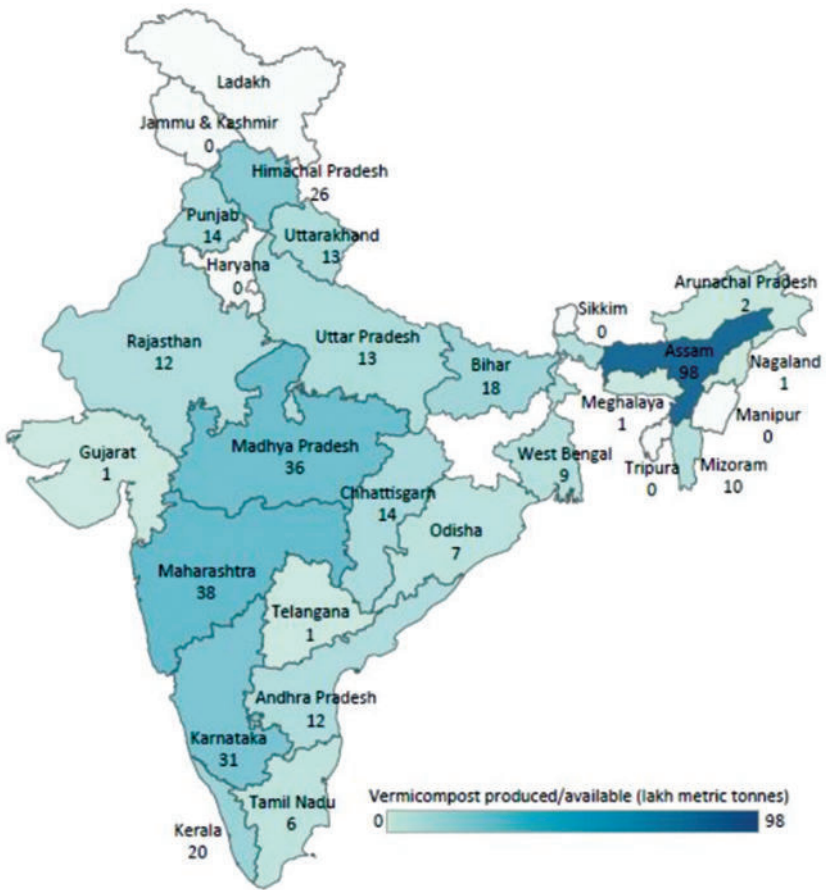 Ladakh
Jammu & Kashmir
0
Himachal Pradesh
26
Punjab
14
Uttarakhand
13
Haryana
0
Arunachal Pradesh
2
Sikkim
0
Rajasthan
12
Uttar Pradesh
13
Bihar
18
Assam
98
Nagaland
1
Meghalaya
1
Manipur
0
Gujarat
1
Madhya Pradesh
36
West Bengal
9
Tripura
0
Mizoram
10
Chhattisgarh
14
Odisha
7
Maharashtra
38
Telangana
1
Andhra Pradesh
12
Karnataka
31
Tamil Nadu
6
Kerala
20
Vermicompost produced/available (lakh metric tonnes)
0 98